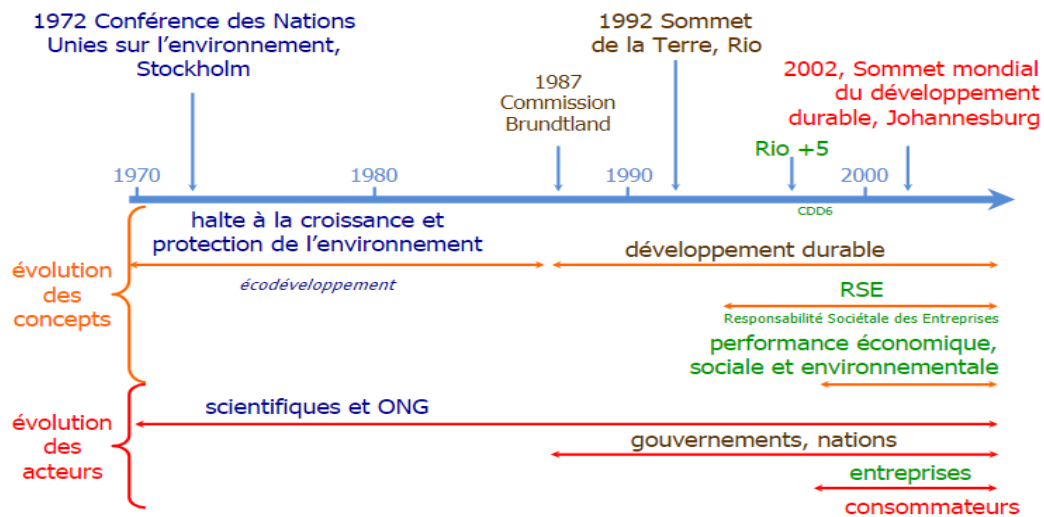 1972 Conférence des Nations
Unies sur l'environnement,
Stockholm
1987
Commission
Brundtland
1992 Sommet
de la Terre, Rio
2002, Sommet mondial
du développement
durable, Johannesburg
Rio +5
1970
1980
1990
2000
CDD6
évolution
des
concepts
halte à la croissance et
protection de l'environnement
écodéveloppement
développement durable
RSE
Responsabilité Sociétale des Entreprises
performance économique,
sociale et environnementale
évolution
des
acteurs
scientifiques et ONG
gouvernements, nations
entreprises
consommateurs